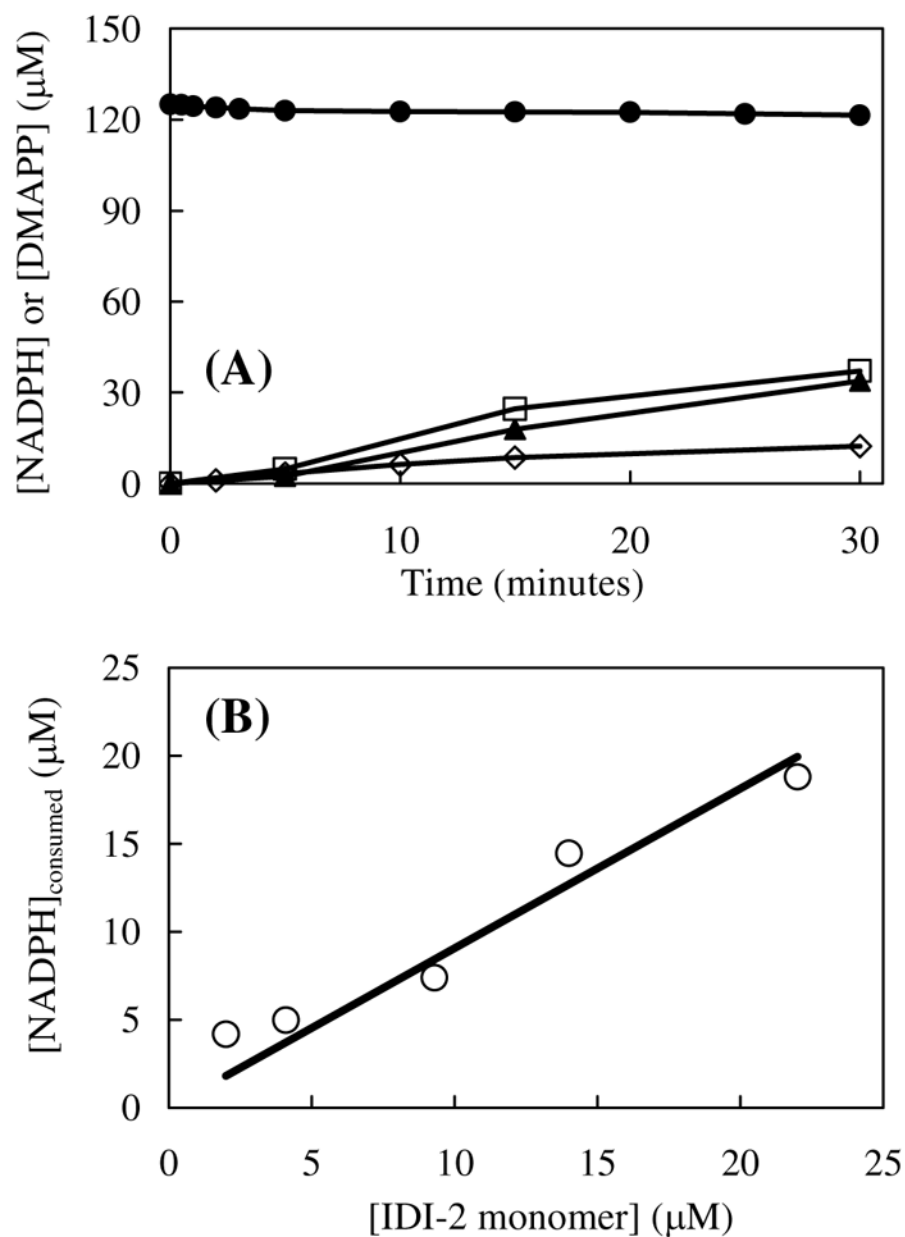 [NADPH] or [DMAPP] (μM)
150
120
90
60
30
0
(A)
0 10 20 30
Time (minutes)
[NADPH]consumed (μM)
25
20
15
10
5
0
(B)
0 5 10 15 20 25
[IDI-2 monomer] (μM)